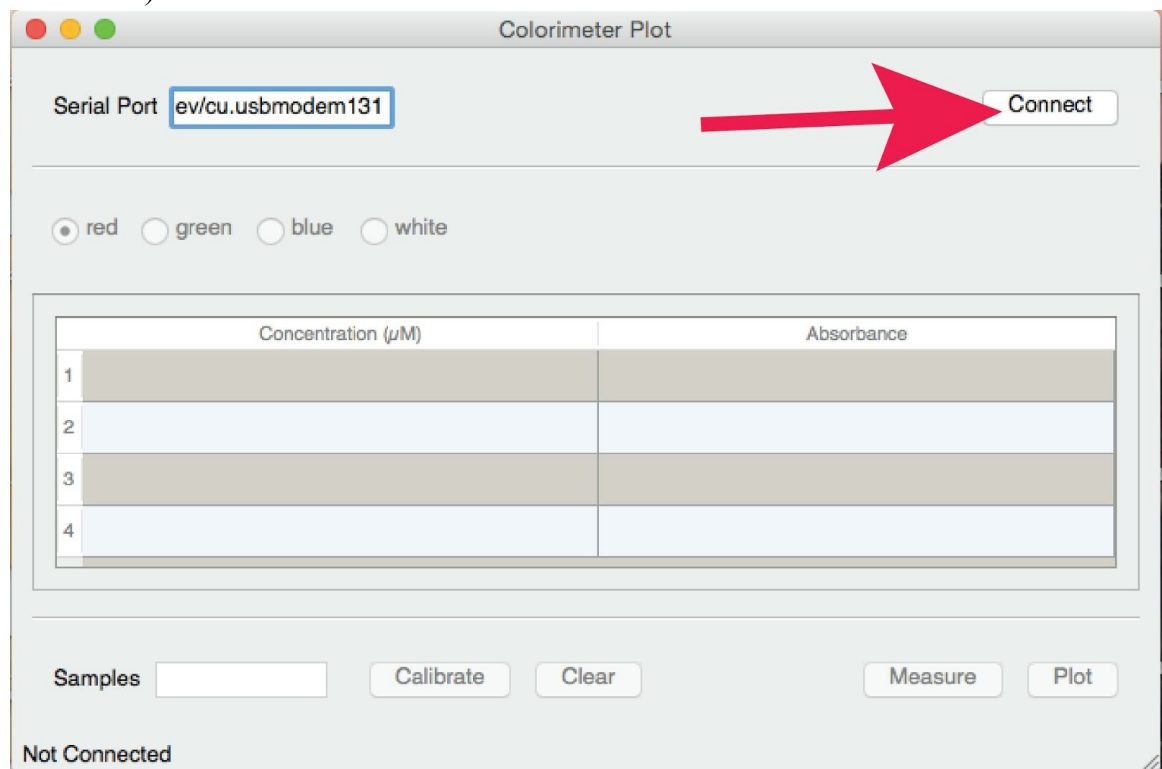 Colorimeter Plot
Serial Port ev/cu.usbmodem131 Connect
red green blue white
Concentration (µM) Absorbance
1
2
3
4
Samples Calibrate Clear Measure Plot
Not Connected